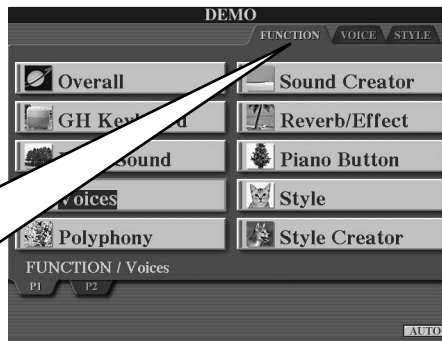 DEMO
FUNCTION VOICE STYLE
Overall
Sound Creator
GH
Reverb/Effect
Sound
Piano Button
Voices
Style
Polyphony
Style Creator
FUNCTION / Voices
P1 P2
AUTO